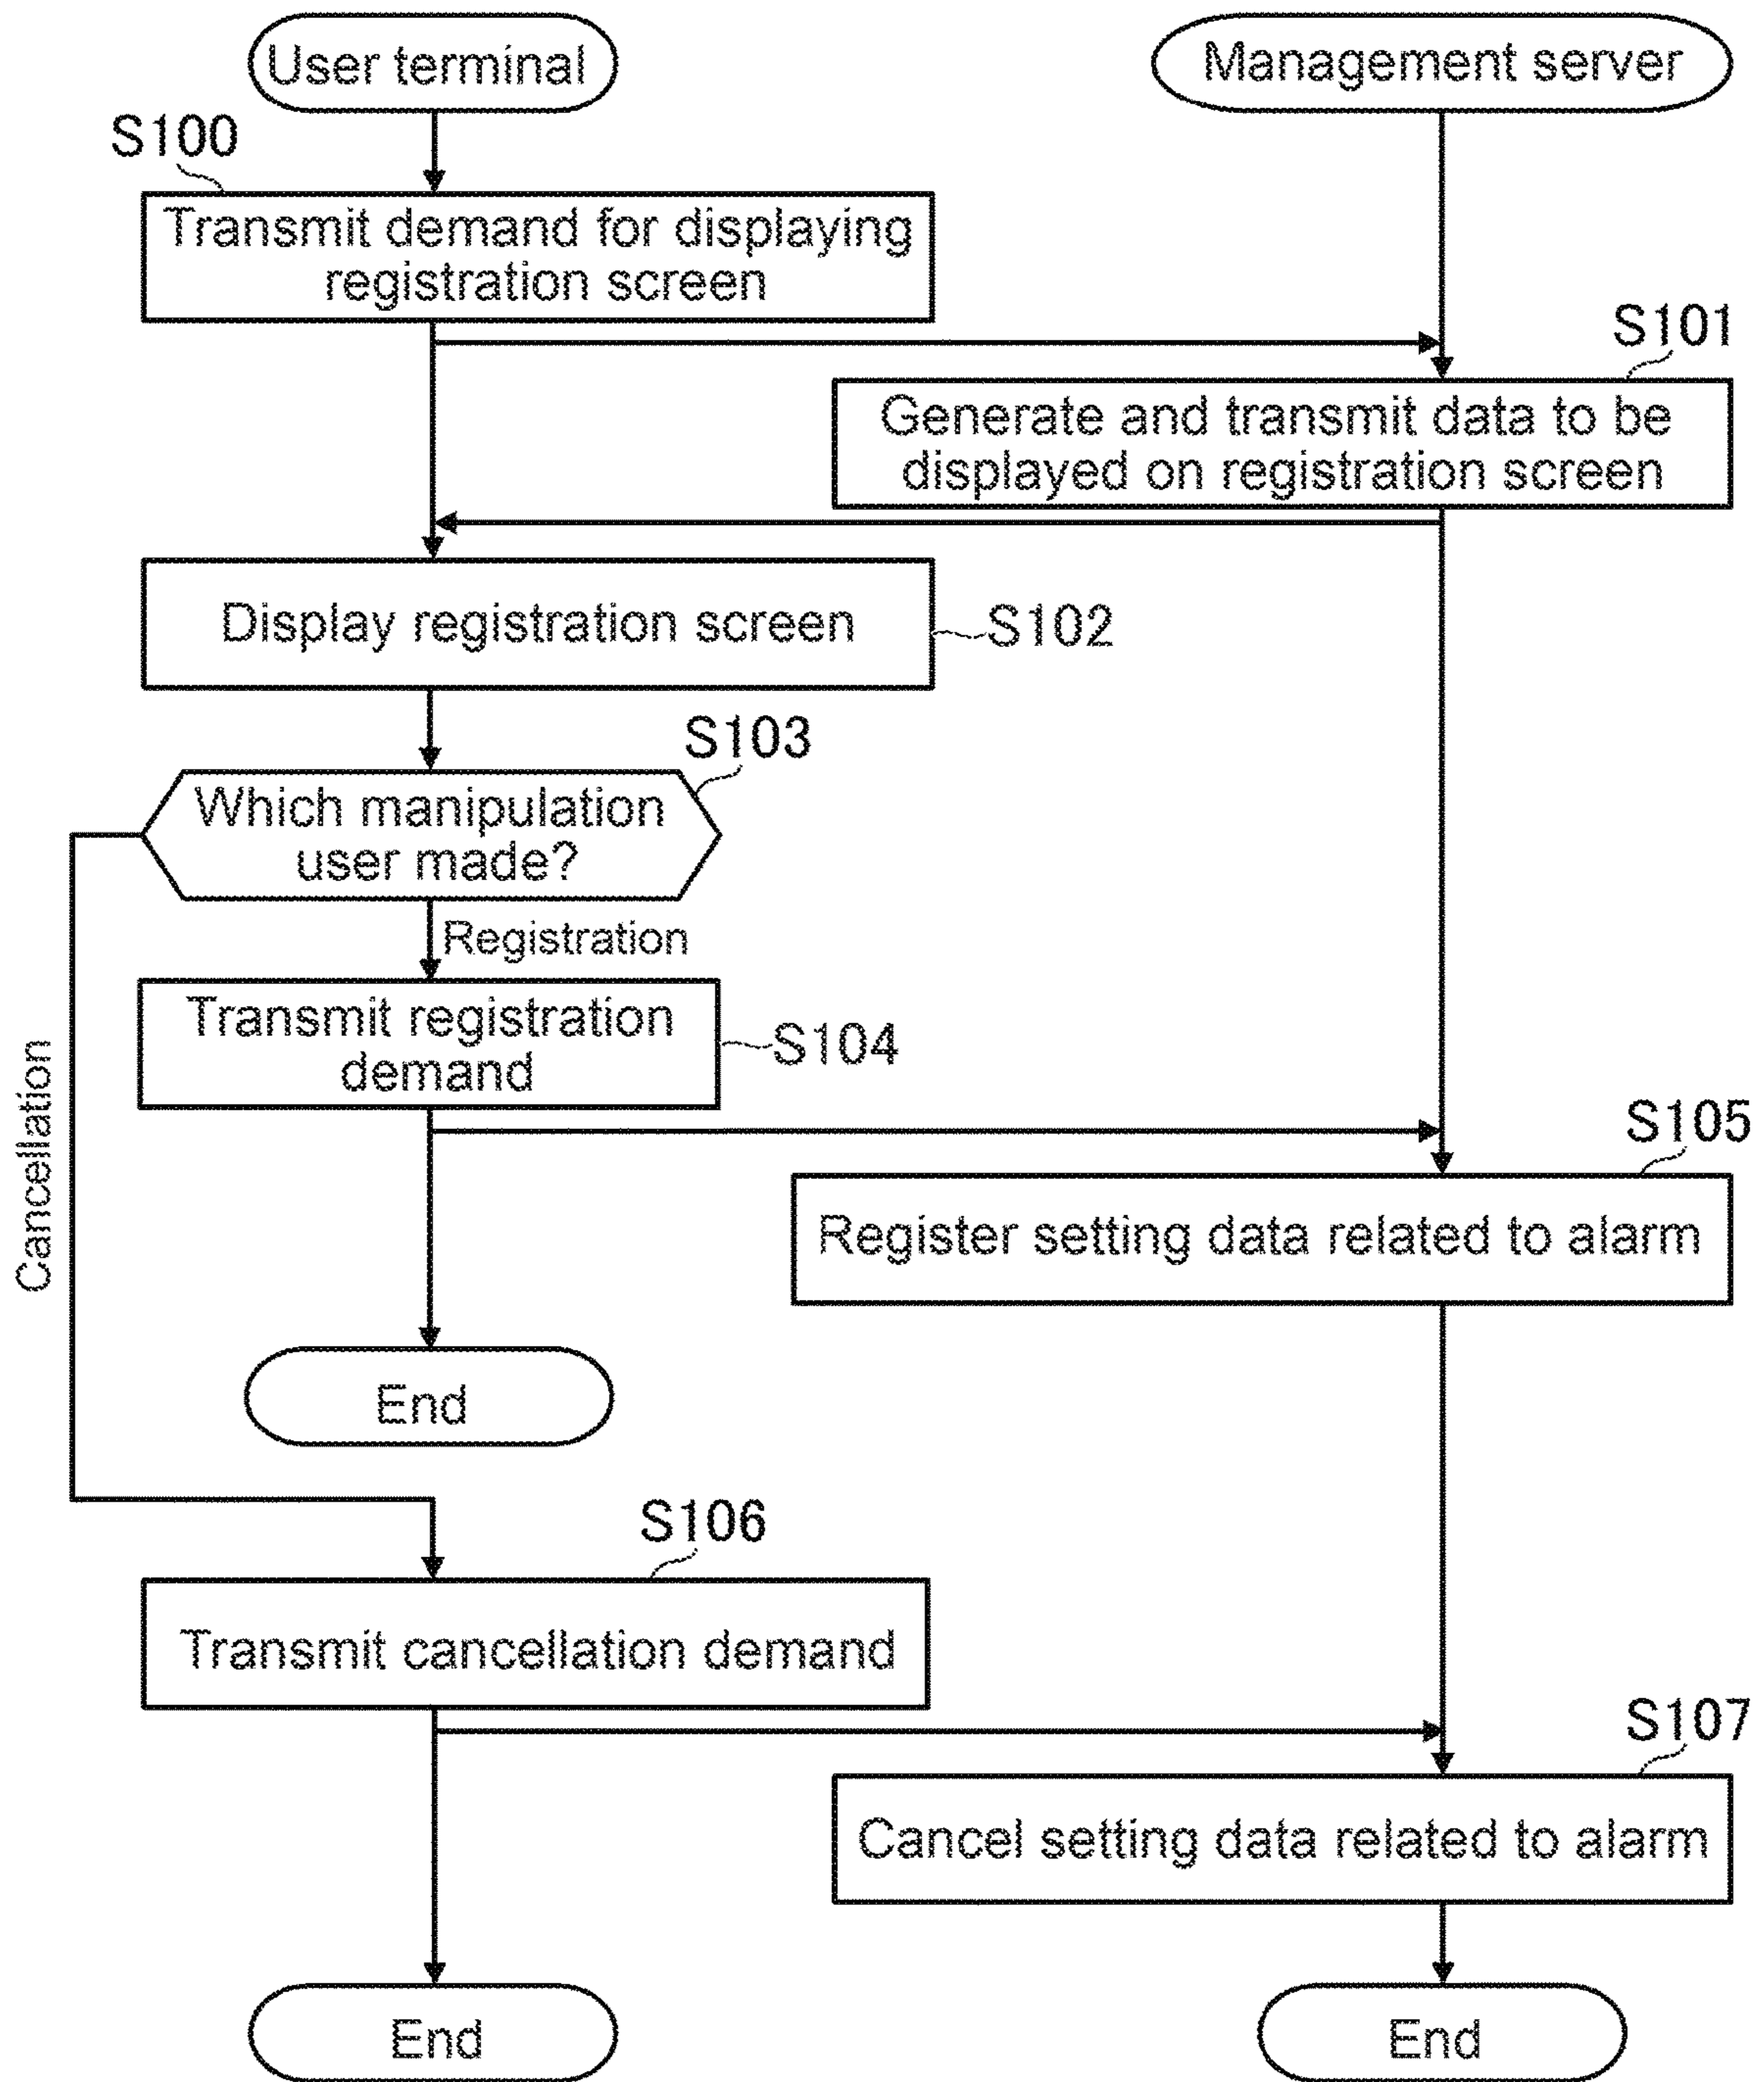 User terminal
Management server
S100
Transmit demand for displaying
registration screen
S101
Generate and transmit data to be
displayed on registration screen
Display registration screen
S102
S103
Which manipulation
user made?
Registration
Transmit registration
demand
S104
Cancellation
S105
Register setting data related to alarm
End
S106
Transmit cancellation demand
S107
Cancel setting data related to alarm
End
End